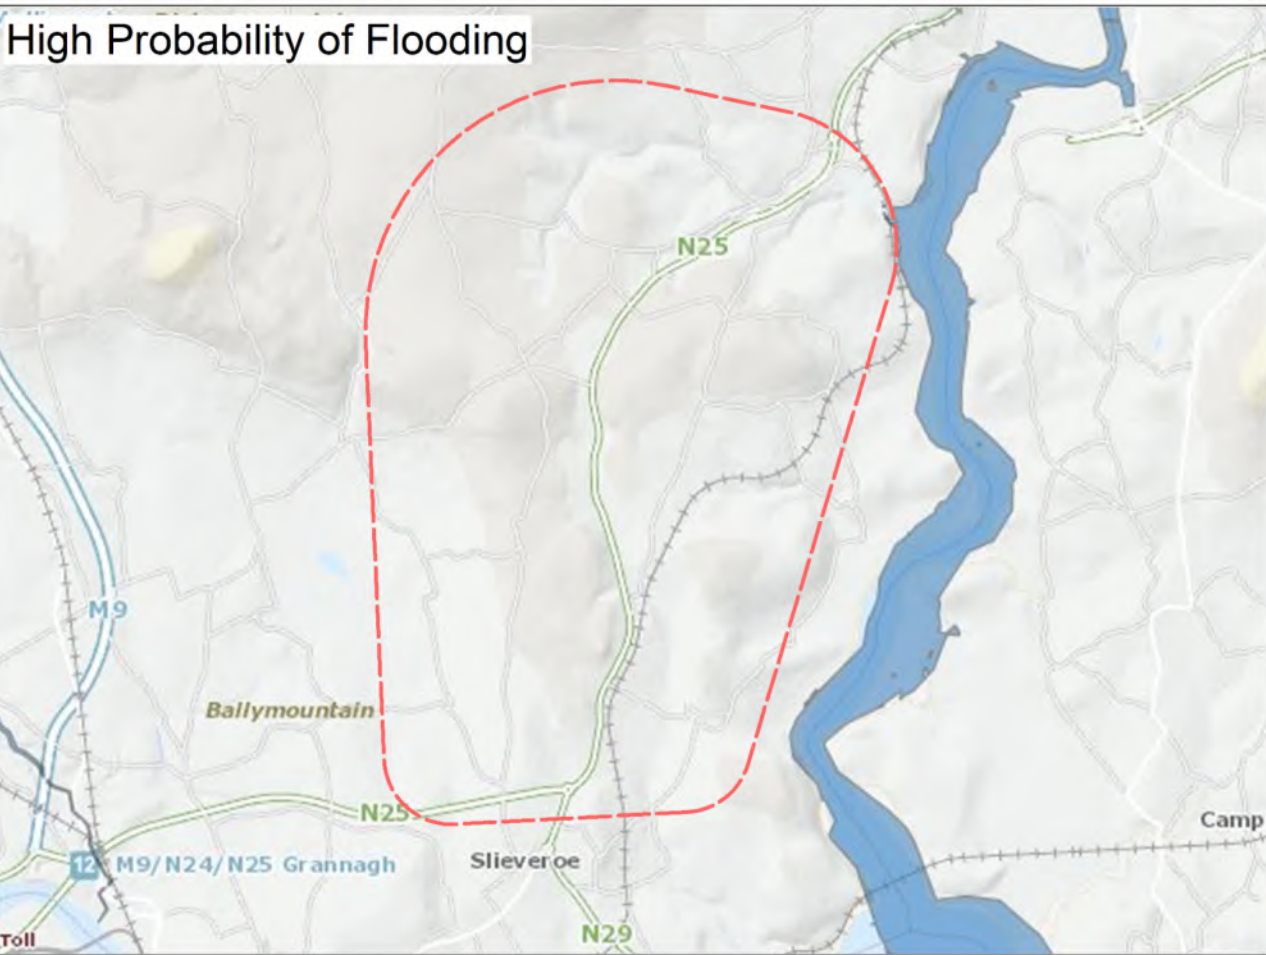 High Probability of Flooding
N25
M9
Ballymountain
N25
Camp
Slieveroe
12 M9/N24/N25 Grannagh
N29
Toll